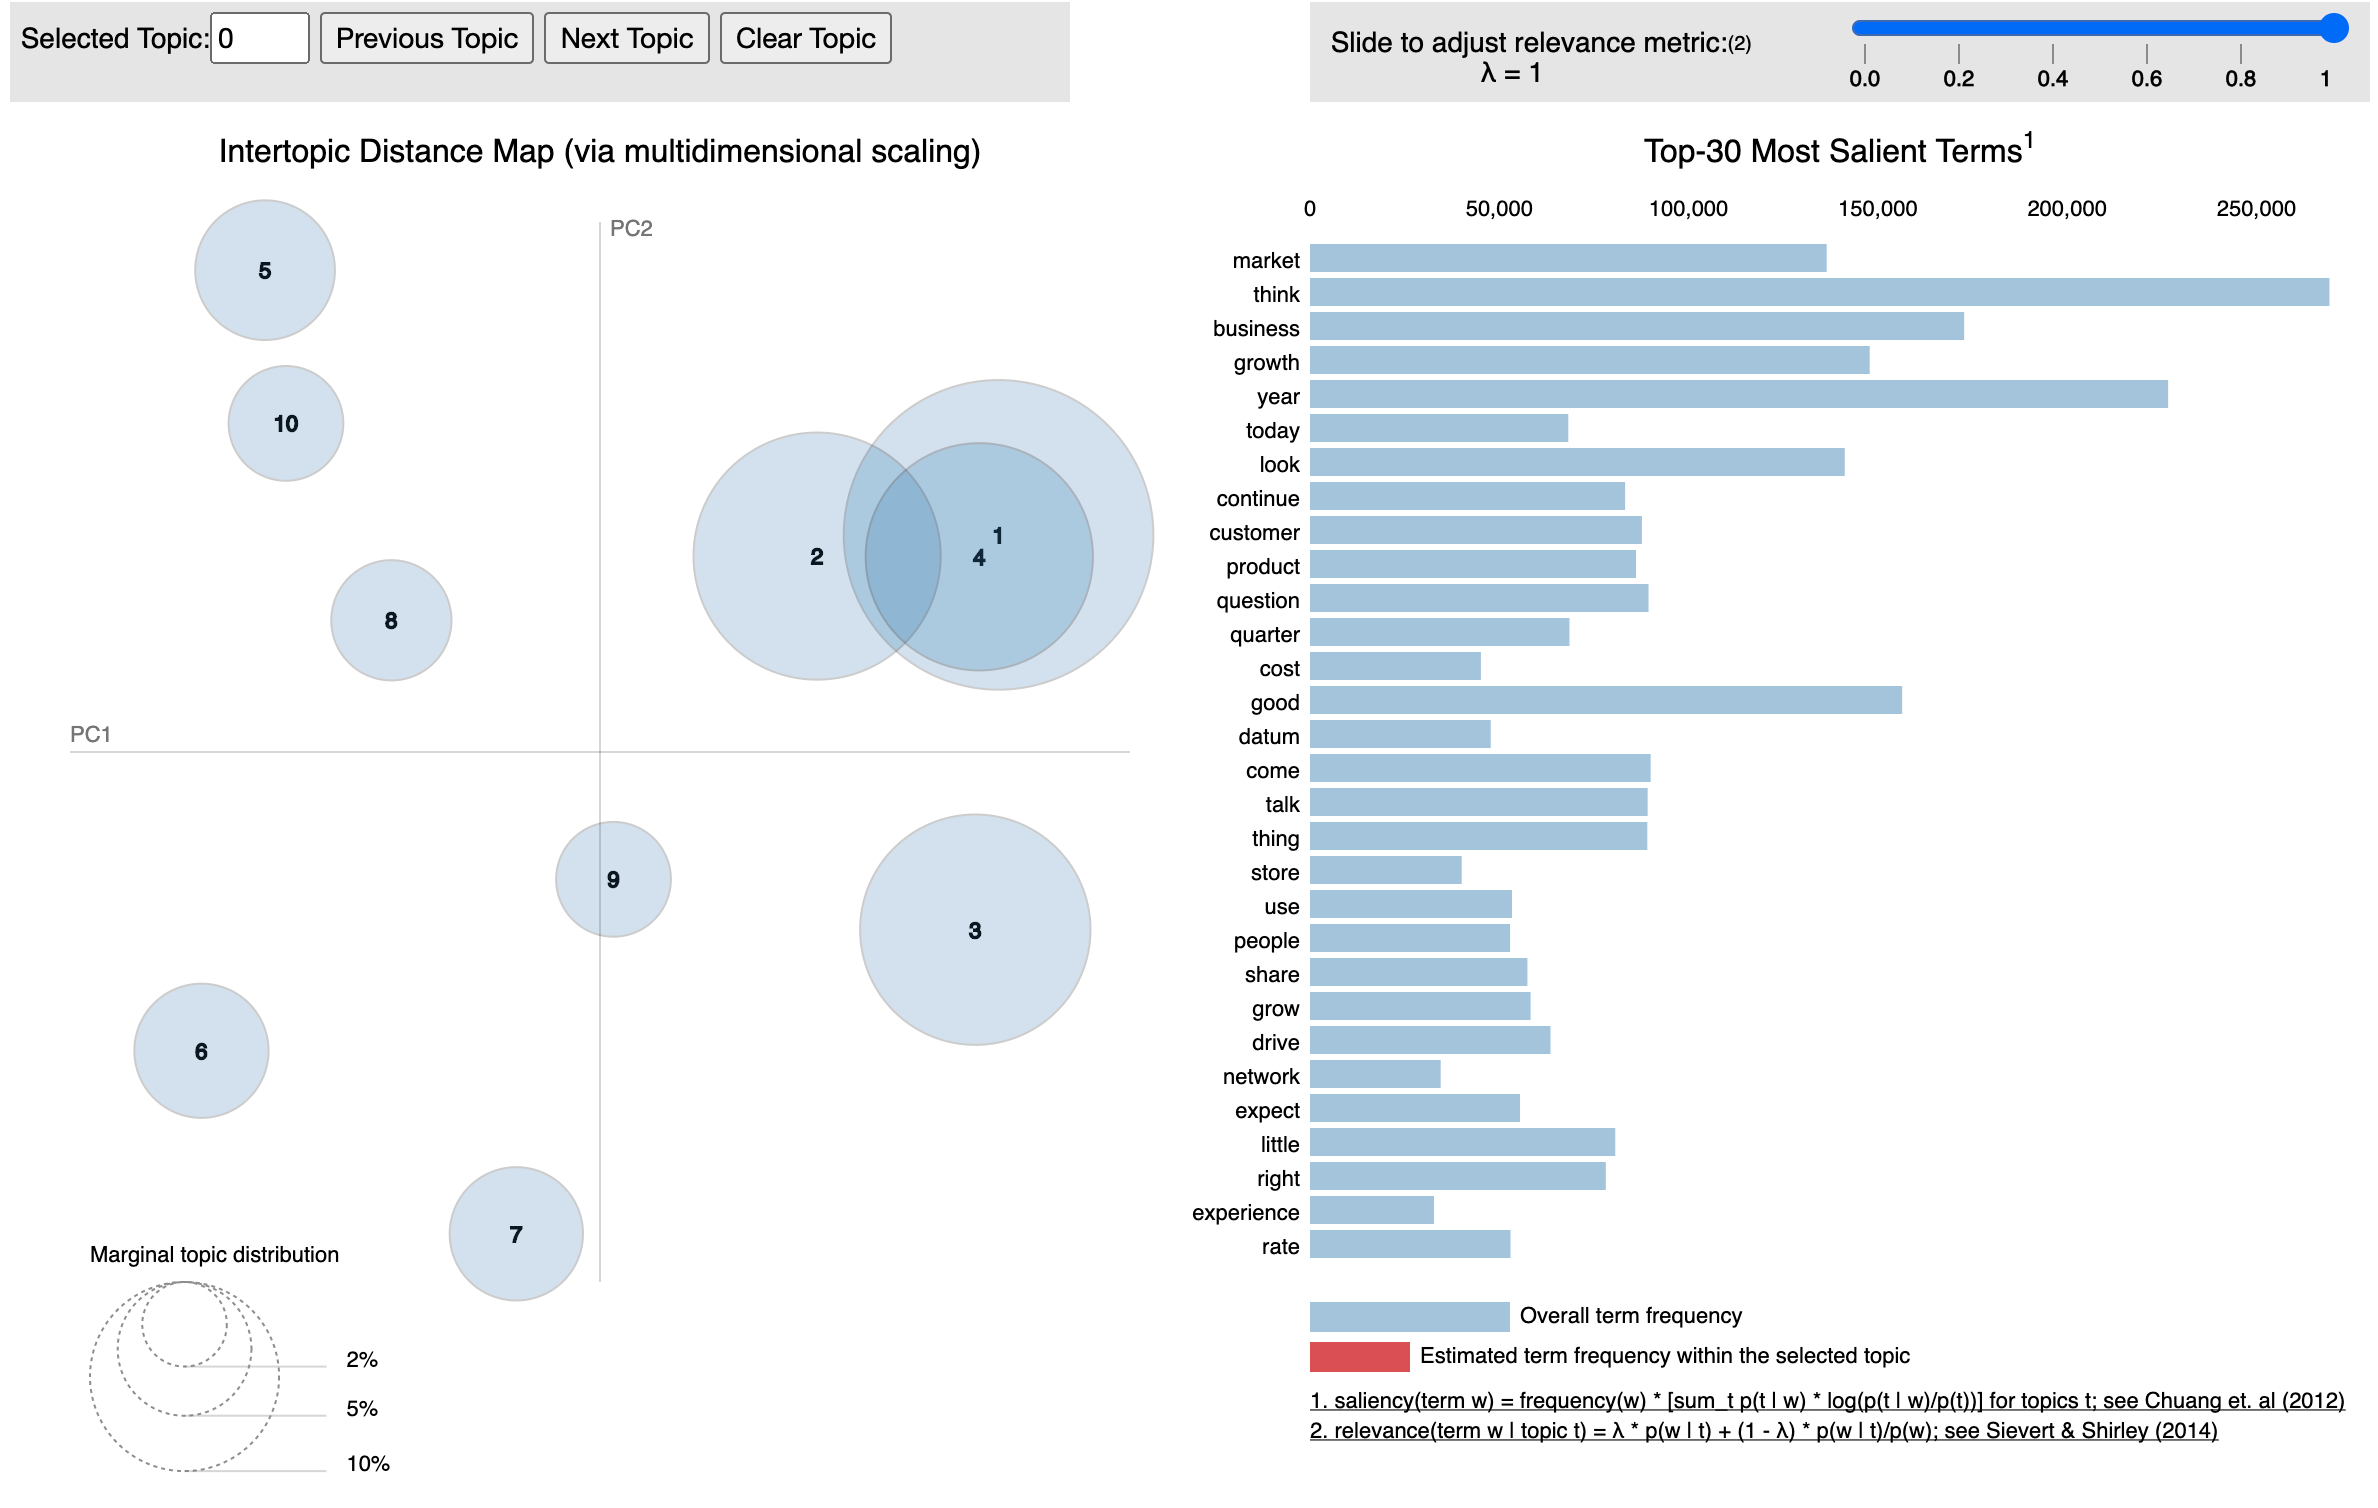 Selected Topic: 0 Previous Topic Next Topic Clear Topic
Slide to adjust relevance metric:(2)
λ = 1
0.0 0.2 0.4 0.6 0.8 1
Intertopic Distance Map (via multidimensional scaling)
PC2
5
10
2
1
4
8
PC1
9
3
6
7
Marginal topic distribution
2%
5%
10%
Top-30 Most Salient Terms1
0 50,000 100,000 150,000 200,000 250,000
market
think
business
growth
year
today
look
continue
customer
product
question
quarter
cost
good
datum
come
talk
thing
store
use
people
share
grow
drive
network
expect
little
right
experience
rate
Overall term frequency
Estimated term frequency within the selected topic
1. saliency(term w) = frequency(w) * [sum_t p(t | w) * log(p(t | w)/p(t))] for topics t; see Chuang et. al (2012)
2. relevance(term w | topic t) = λ * p(w | t) + (1 - λ) * p(w | t)/p(w); see Sievert & Shirley (2014)